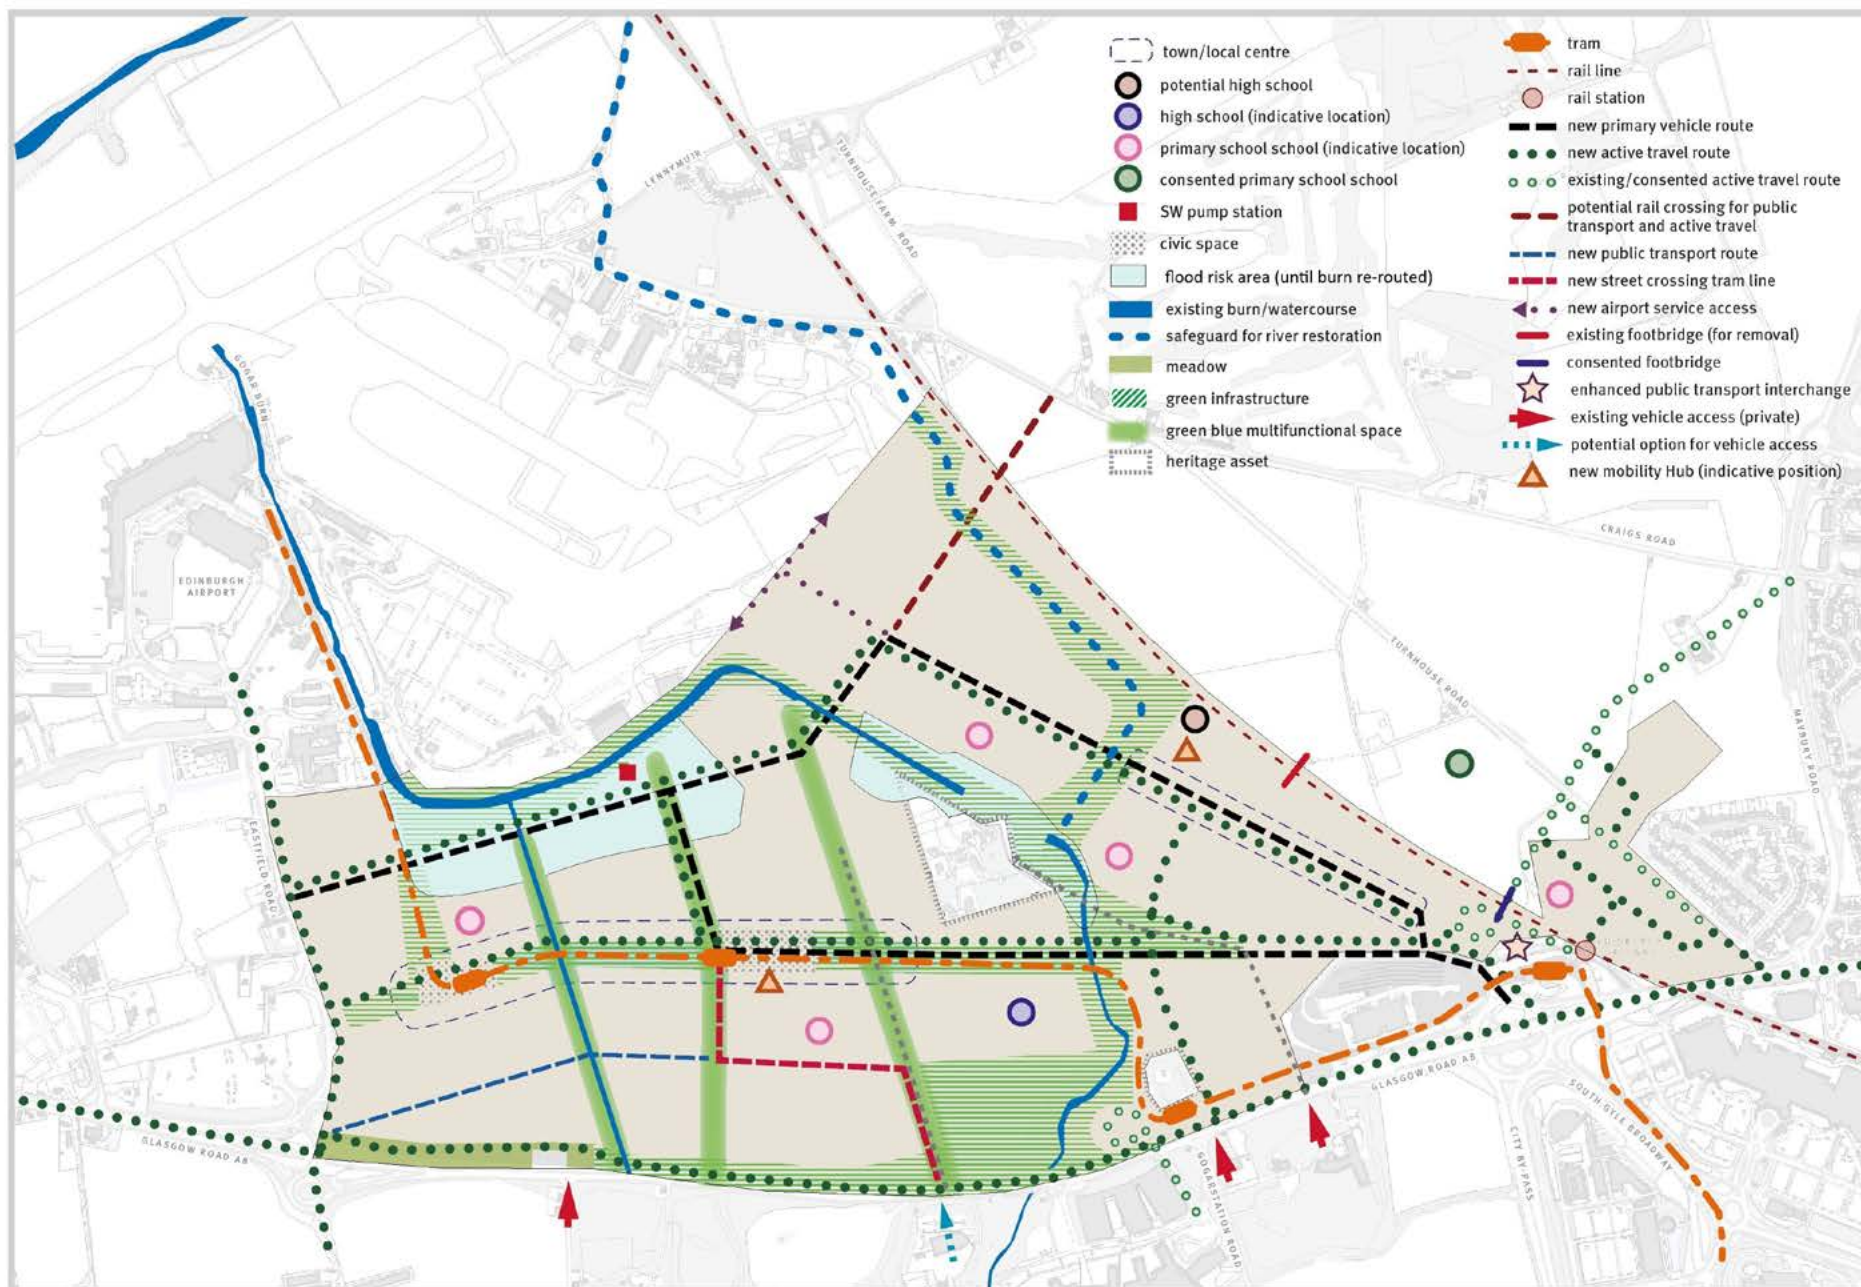 town/local centre
potential high school
high school (indicative location)
primary school school (indicative location)
consented primary school school
SW pump station
civic space
flood risk area (until burn re-routed)
existing burn/watercourse
safeguard for river restoration
meadow
green infrastructure
green blue multifunctional space
heritage asset
tram
rail line
rail station
new primary vehicle route
new active travel route
existing/consented active travel route
potential rail crossing for public
transport and active travel
new public transport route
new street crossing tram line
new airport service access
existing footbridge (for removal)
consented footbridge
enhanced public transport interchange
existing vehicle access (private)
potential option for vehicle access
new mobility Hub (indicative position)
LENNYMUIR
TURNHOUSE FARM ROAD
GOGAR BURN
EDINBURGH
AIRPORT
CRAIGS ROAD
TURNHOUSE ROAD
MAYBURY ROAD
EASTFIELD ROAD
GLASGOW ROAD A8
GLASGOW ROAD A8
SOUTH GYLE BROADWAY
CITY BYPASS
GOGARSTATION ROAD